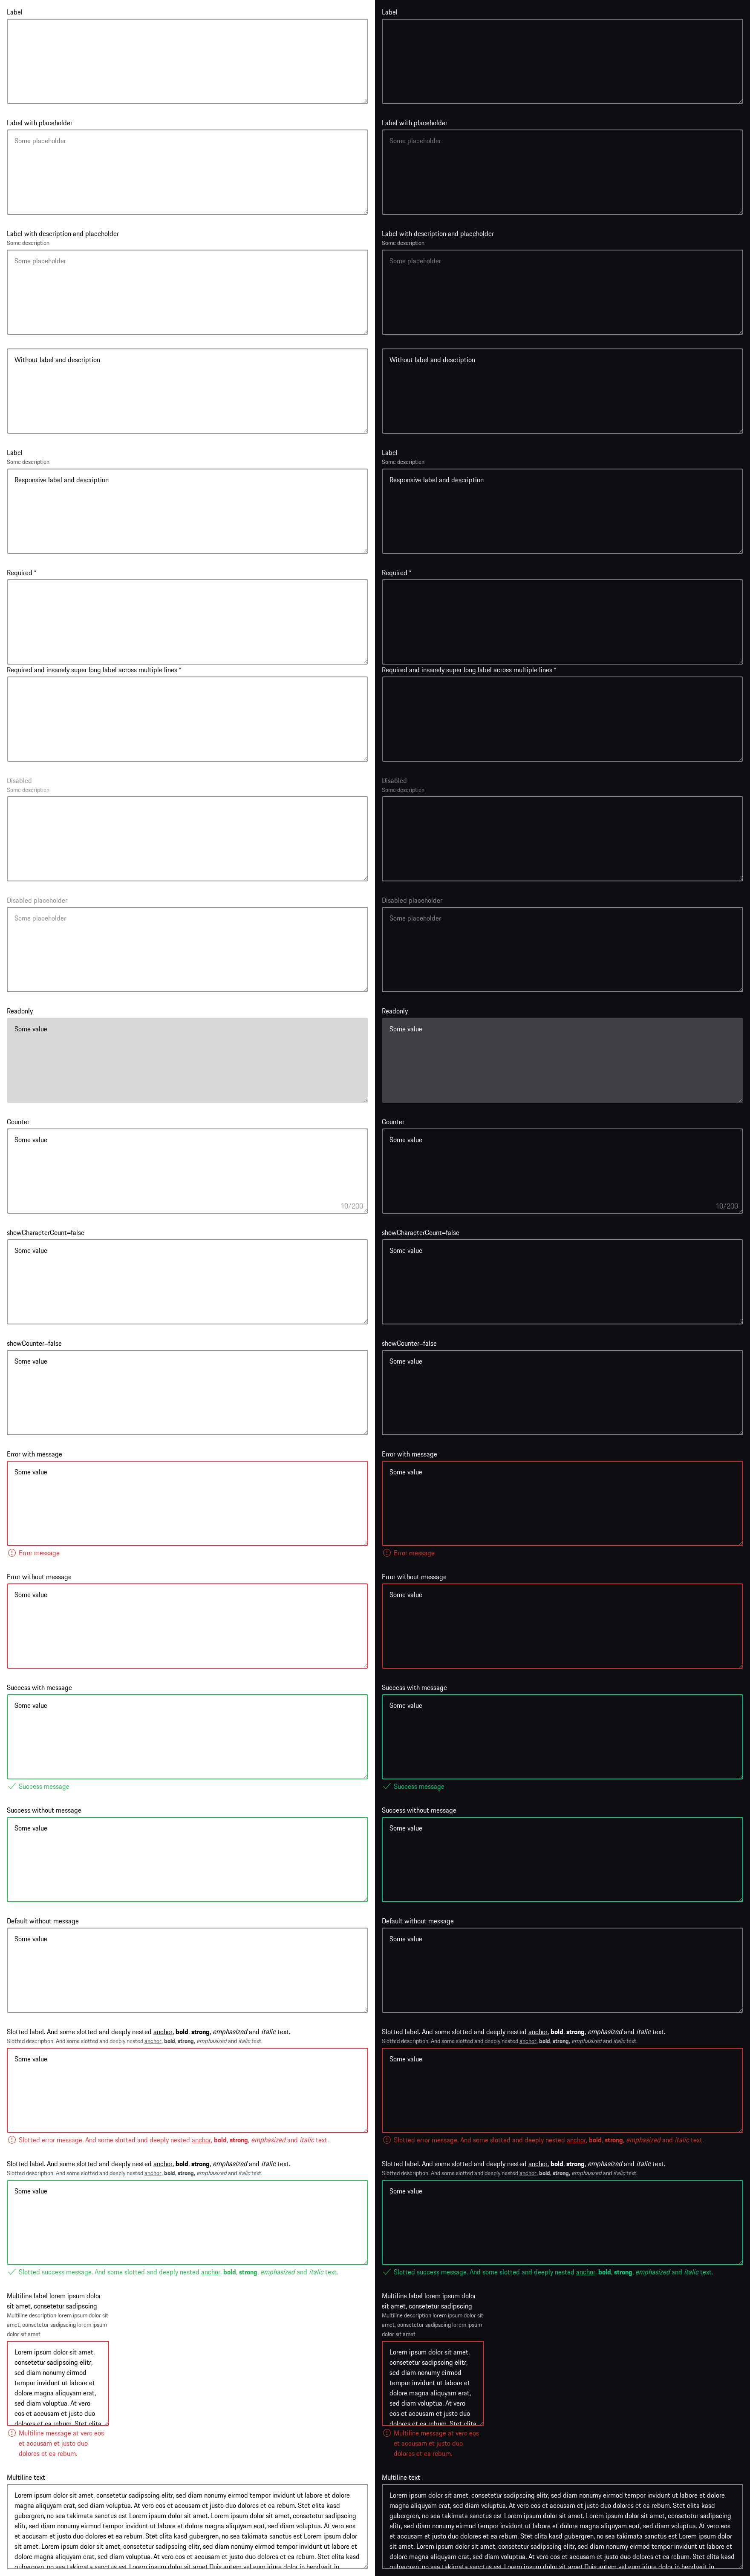 Label
Label with placeholder
Some placeholder
Label with description and placeholder
Some description
Some placeholder
Without label and description
Label
Some description
Responsive label and description
Required *
Required and insanely super long label across multiple lines *
Disabled
Some description
Disabled placeholder
Some placeholder
Readonly
Some value
Counter
Some value
10/200
showCharacterCount=false
Some value
showCounter=false
Some value
Error with message
Some value
Error message
Error without message
Some value
Success with message
Some value
Success message
Success without message
Some value
Default without message
Some value
Slotted label. And some slotted and deeply nested anchor, bold, strong, emphasized and italic text.
Slotted description. And some slotted and deeply nested anchor, bold, strong, emphasized and italic text.
Some value
Slotted error message. And some slotted and deeply nested anchor, bold, strong, emphasized and italic text.
Slotted label. And some slotted and deeply nested anchor, bold, strong, emphasized and italic text.
Slotted description. And some slotted and deeply nested anchor, bold, strong, emphasized and italic text.
Some value
Slotted success message. And some slotted and deeply nested anchor, bold, strong, emphasized and italic text.
Multiline label lorem ipsum dolor
sit amet, consetetur sadipscing
Multiline description lorem ipsum dolor sit
amet, consetetur sadipscing lorem ipsum
dolor sit amet
Lorem ipsum dolor sit amet,
consetetur sadipscing elitr,
sed diam nonumy eirmod
tempor invidunt ut labore et
dolore magna aliquyam erat,
sed diam voluptua. At vero
eos et accusam et justo duo
dolores et ea rebum. Stet clita
Multiline message at vero eos
et accusam et justo duo
dolores et ea rebum.
Multiline text
Lorem ipsum dolor sit amet, consetetur sadipscing elitr, sed diam nonumy eirmod tempor invidunt ut labore et dolore
magna aliquyam erat, sed diam voluptua. At vero eos et accusam et justo duo dolores et ea rebum. Stet clita kasd
gubergren, no sea takimata sanctus est Lorem ipsum dolor sit amet. Lorem ipsum dolor sit amet, consetetur sadipscing
elitr, sed diam nonumy eirmod tempor invidunt ut labore et dolore magna aliquyam erat, sed diam voluptua. At vero eos
et accusam et justo duo dolores et ea rebum. Stet clita kasd gubergren, no sea takimata sanctus est Lorem ipsum dolor
sit amet. Lorem ipsum dolor sit amet, consetetur sadipscing elitr, sed diam nonumy eirmod tempor invidunt ut labore et
dolore magna aliquyam erat, sed diam voluptua. At vero eos et accusam et justo duo dolores et ea rebum. Stet clita kasd
gubergren, no sea takimata sanctus est Lorem ipsum dolor sit amet.Duis autem vel eum iriure dolor in hendrerit in
Label
Label with placeholder
Some placeholder
Label with description and placeholder
Some description
Some placeholder
Without label and description
Label
Some description
Responsive label and description
Required *
Required and insanely super long label across multiple lines *
Disabled
Some description
Disabled placeholder
Some placeholder
Readonly
Some value
Counter
Some value
10/200
showCharacterCount=false
Some value
showCounter=false
Some value
Error with message
Some value
Error message
Error without message
Some value
Success with message
Some value
Success message
Success without message
Some value
Default without message
Some value
Slotted label. And some slotted and deeply nested anchor, bold, strong, emphasized and italic text.
Slotted description. And some slotted and deeply nested anchor, bold, strong, emphasized and italic text.
Some value
Slotted error message. And some slotted and deeply nested anchor, bold, strong, emphasized and italic text.
Slotted label. And some slotted and deeply nested anchor, bold, strong, emphasized and italic text.
Slotted description. And some slotted and deeply nested anchor, bold, strong, emphasized and italic text.
Some value
Slotted success message. And some slotted and deeply nested anchor, bold, strong, emphasized and italic text.
Multiline label lorem ipsum dolor
sit amet, consetetur sadipscing
Multiline description lorem ipsum dolor sit
amet, consetetur sadipscing lorem ipsum
dolor sit amet
Lorem ipsum dolor sit amet,
consetetur sadipscing elitr,
sed diam nonumy eirmod
tempor invidunt ut labore et
dolore magna aliquyam erat,
sed diam voluptua. At vero
eos et accusam et justo duo
dolores et ea rebum. Stet clita
Multiline message at vero eos
et accusam et justo duo
dolores et ea rebum.
Multiline text
Lorem ipsum dolor sit amet, consetetur sadipscing elitr, sed diam nonumy eirmod tempor invidunt ut labore et dolore
magna aliquyam erat, sed diam voluptua. At vero eos et accusam et justo duo dolores et ea rebum. Stet clita kasd
gubergren, no sea takimata sanctus est Lorem ipsum dolor sit amet. Lorem ipsum dolor sit amet, consetetur sadipscing
elitr, sed diam nonumy eirmod tempor invidunt ut labore et dolore magna aliquyam erat, sed diam voluptua. At vero eos
et accusam et justo duo dolores et ea rebum. Stet clita kasd gubergren, no sea takimata sanctus est Lorem ipsum dolor
sit amet. Lorem ipsum dolor sit amet, consetetur sadipscing elitr, sed diam nonumy eirmod tempor invidunt ut labore et
dolore magna aliquyam erat, sed diam voluptua. At vero eos et accusam et justo duo dolores et ea rebum. Stet clita kasd
gubergren, no sea takimata sanctus est Lorem ipsum dolor sit amet.Duis autem vel eum iriure dolor in hendrerit in